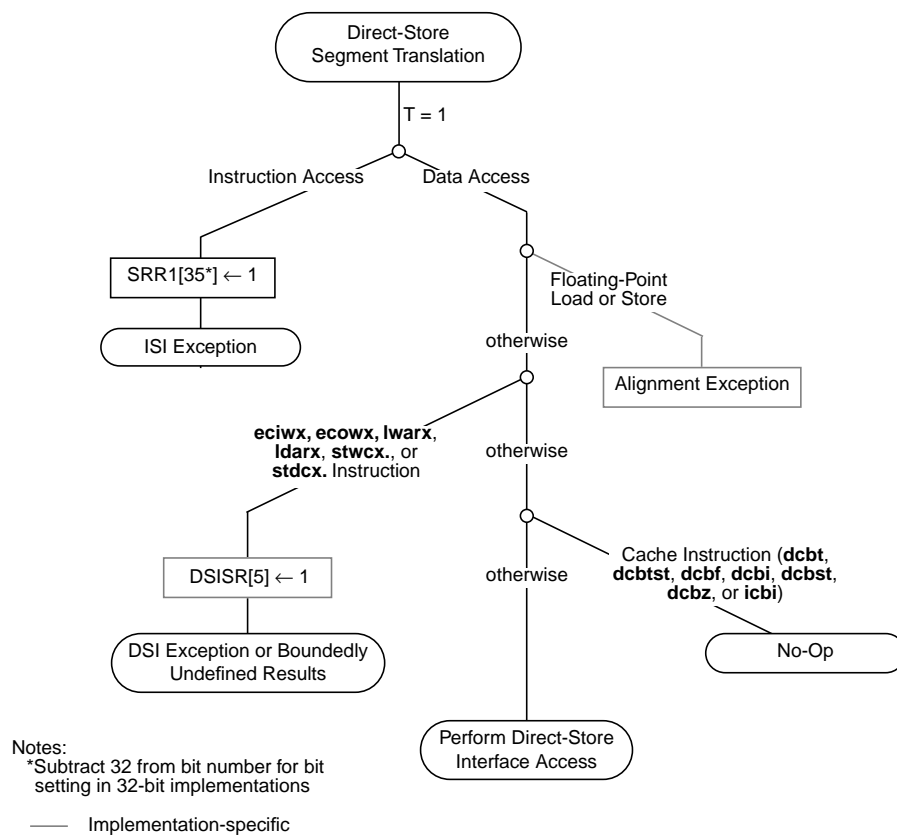 Direct-Store
Segment Translation
T = 1
Instruction Access
Data Access
SRR1[35*] ← 1
Floating-Point
Load or Store
ISI Exception
otherwise
Alignment Exception
eciwx, ecowx, lwarx,
ldarx, stwcx., or
stdcx. Instruction
otherwise
Cache Instruction (dcbt,
dcbtst, dcbf, dcbi, dcbst,
dcbz, or icbi)
DSISR[5] ← 1
otherwise
DSI Exception or Boundedly
Undefined Results
No-Op
Perform Direct-Store
Interface Access
Notes:
*Subtract 32 from bit number for bit
setting in 32-bit implementations
Implementation-specific